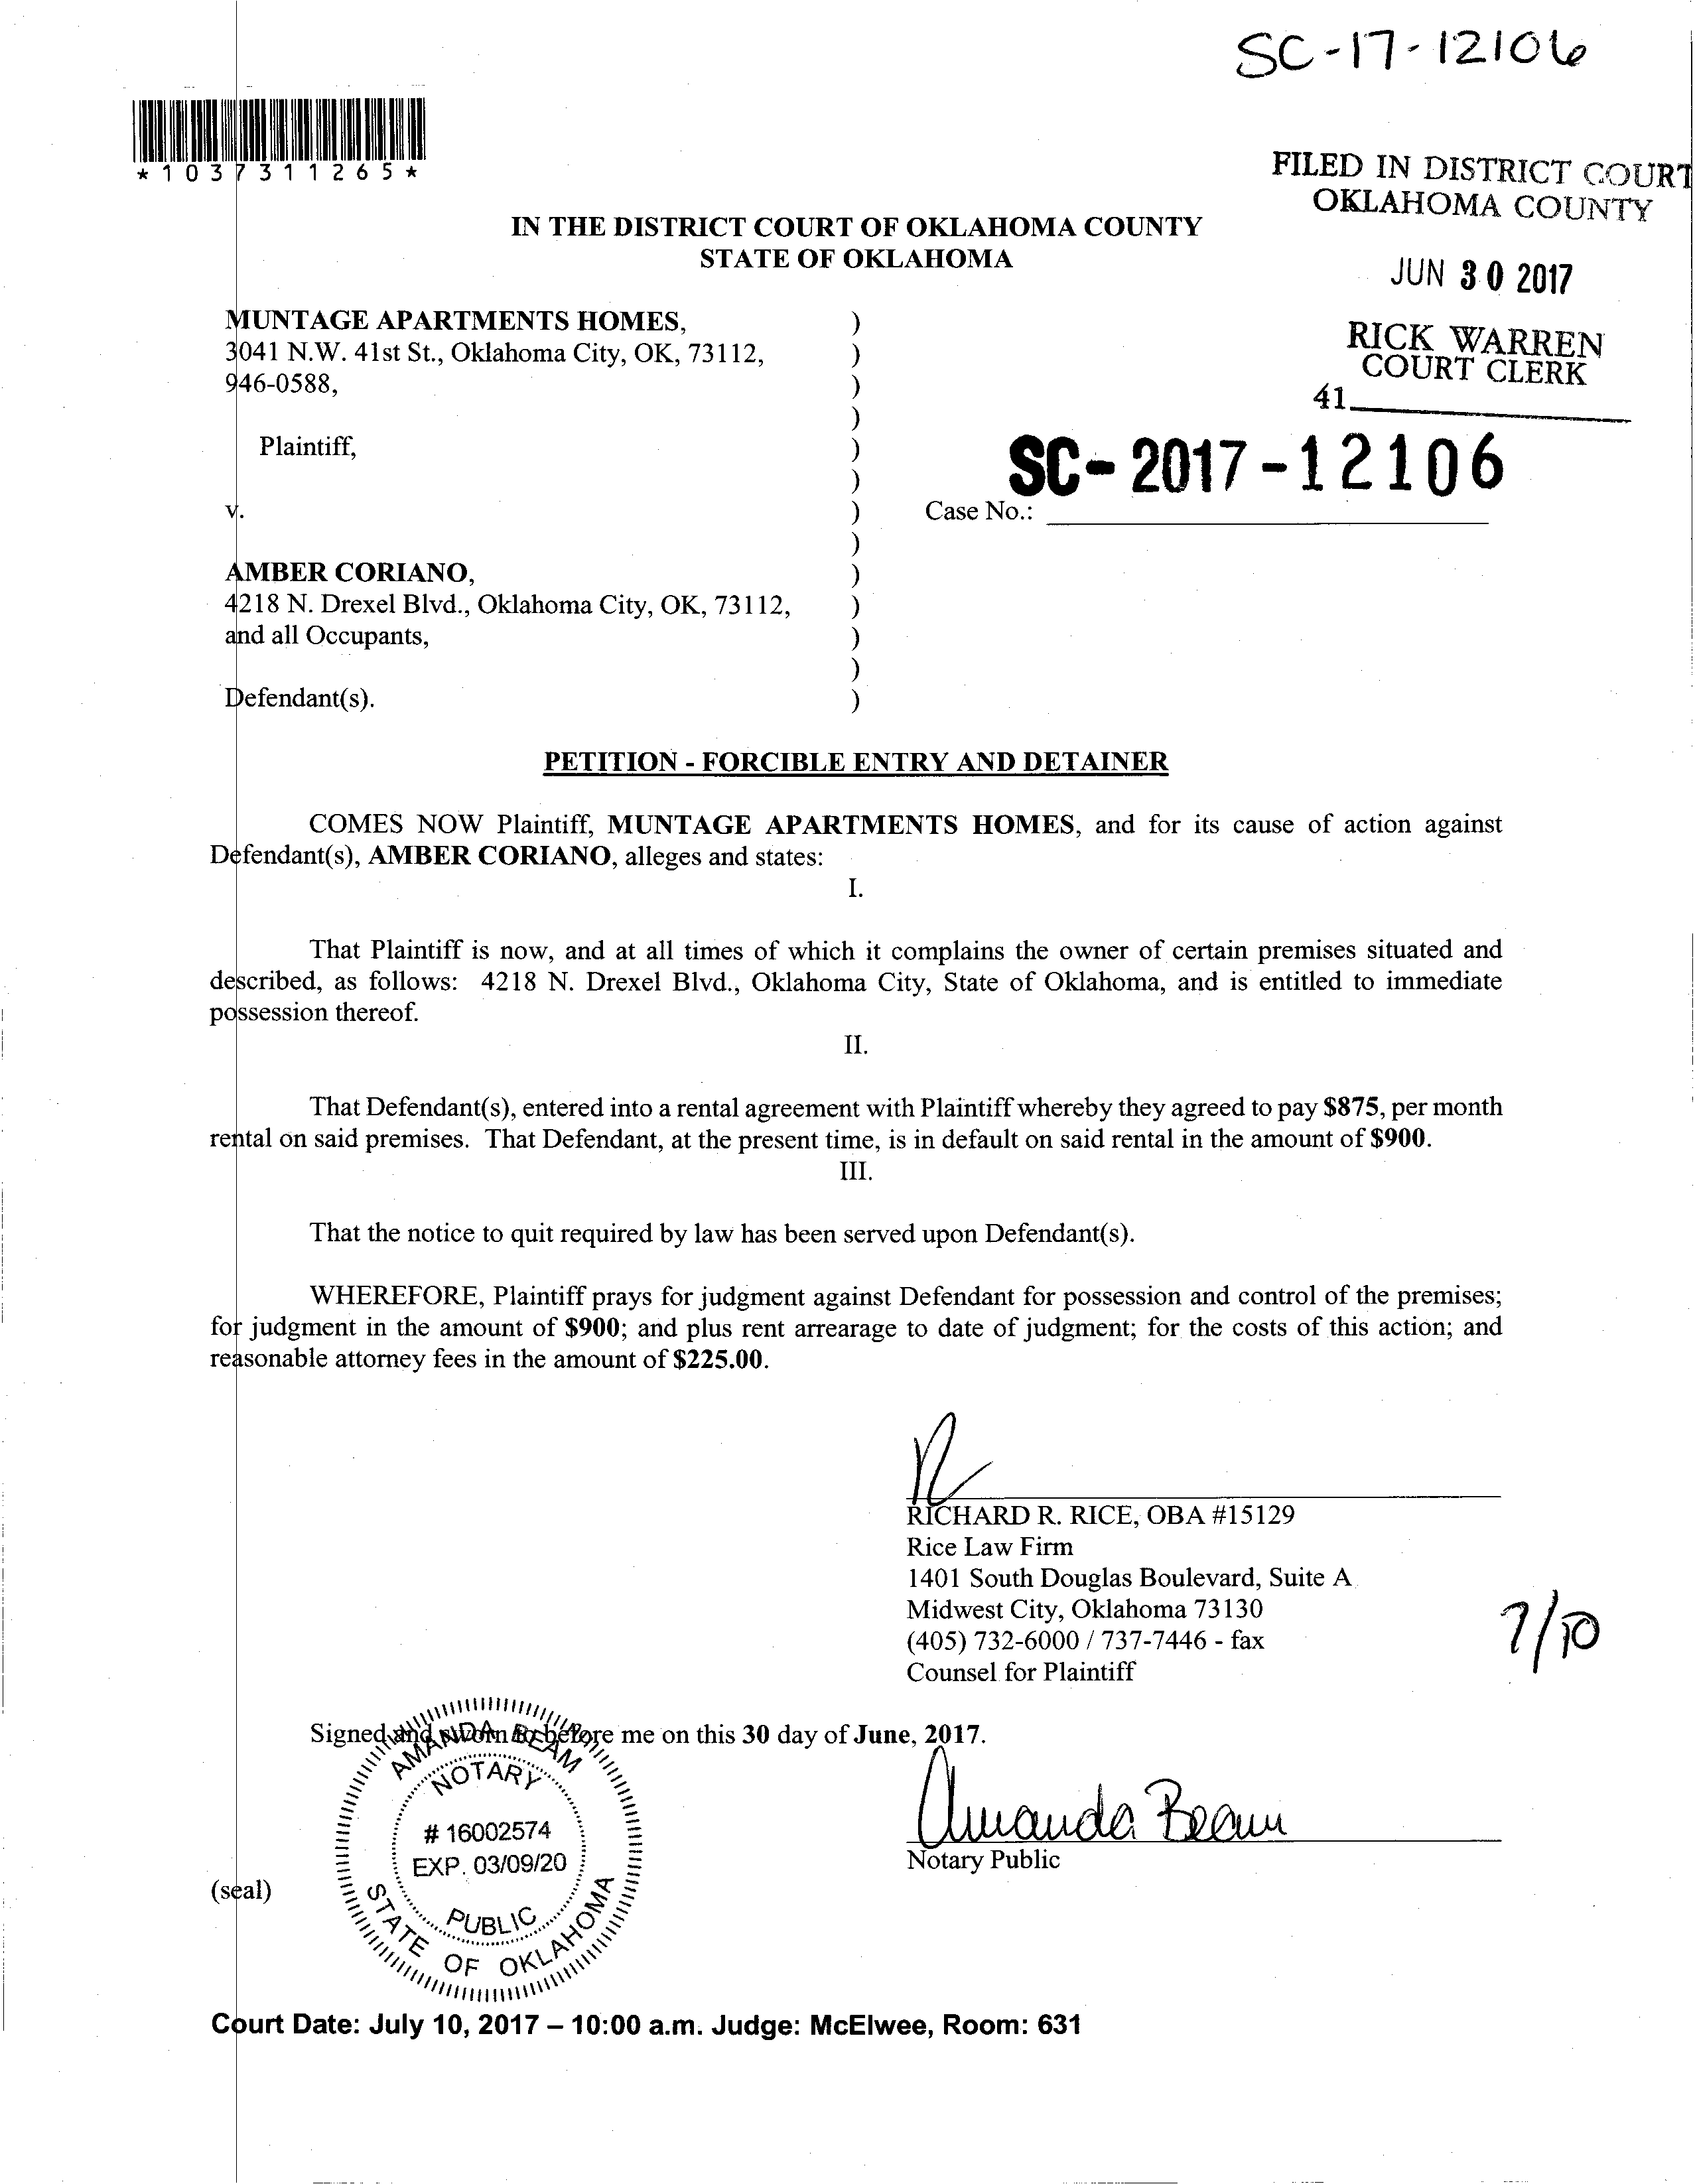 SC-17-12106
*1037311265*
FILED IN DISTRICT COURT
OKLAHOMA COUNTY
IN THE DISTRICT COURT OF OKLAHOMA COUNTY
STATE OF OKLAHOMA
JUN 30 2017
RICK WARREN
COURT CLERK
41
MUNTAGE APARTMENTS HOMES, )
3041 N.W. 41st St., Oklahoma City, OK, 73112, )
946-0588, )
)
Plaintiff, )
)
SC-2017-12106
v. ) Case No.:
)
AMBER CORIANO, )
4218 N. Drexel Blvd., Oklahoma City, OK, 73112, )
and all Occupants, )
)
Defendant(s). )
PETITION - FORCIBLE ENTRY AND DETAINER
COMES NOW Plaintiff, MUNTAGE APARTMENTS HOMES, and for its cause of action against
Defendant(s), AMBER CORIANO, alleges and states:
I.
That Plaintiff is now, and at all times of which it complains the owner of certain premises situated and
described, as follows: 4218 N. Drexel Blvd., Oklahoma City, State of Oklahoma, and is entitled to immediate
possession thereof.
II.
That Defendant(s), entered into a rental agreement with Plaintiff whereby they agreed to pay $875, per month
rental on said premises. That Defendant, at the present time, is in default on said rental in the amount of $900.
III.
That the notice to quit required by law has been served upon Defendant(s).
WHEREFORE, Plaintiff prays for judgment against Defendant for possession and control of the premises;
for judgment in the amount of $900; and plus rent arrearage to date of judgment; for the costs of this action; and
reasonable attorney fees in the amount of $225.00.
RICHARD R. RICE, OBA #15129
Rice Law Firm
1401 South Douglas Boulevard, Suite A
Midwest City, Oklahoma 73130
(405) 732-6000 / 737-7446 - fax
Counsel for Plaintiff
7/10
Signed and sworn to before me on this 30 day of June, 2017.
AMANDA BEAM
NOTARY
# 16002574
EXP. 03/09/20
PUBLIC
STATE OF OKLAHOMA
Amanda Beam
Notary Public
(seal)
Court Date: July 10, 2017 – 10:00 a.m. Judge: McElwee, Room: 631